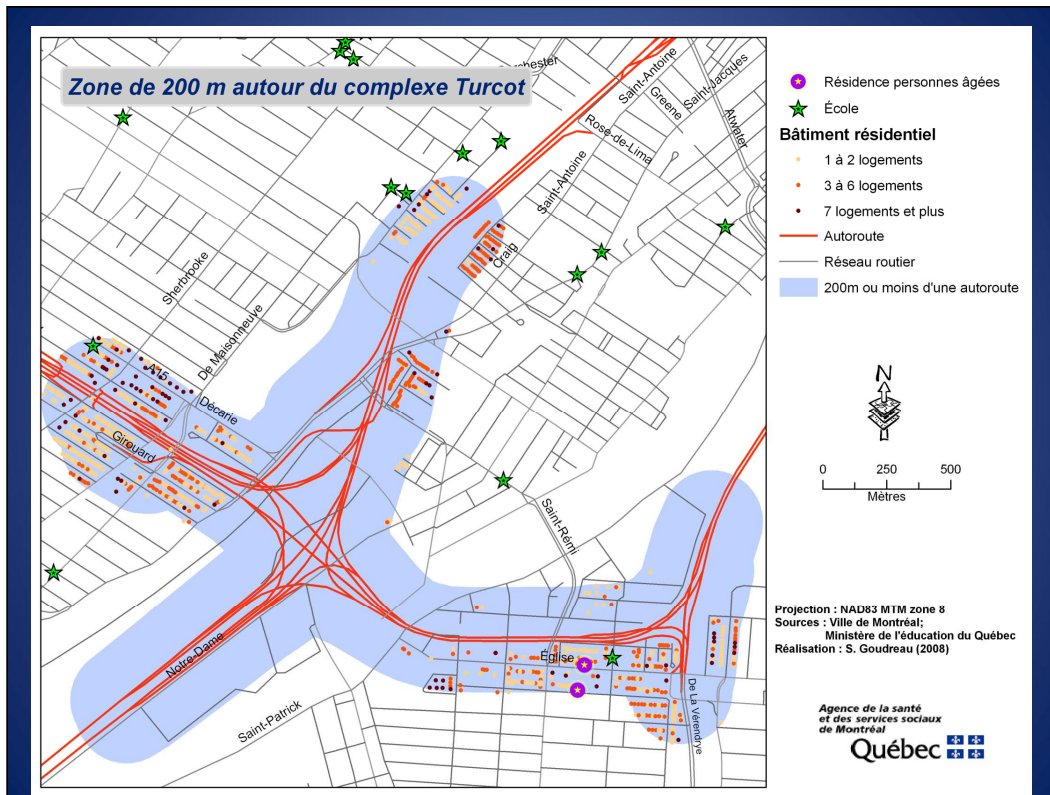 Zone de 200 m autour du complexe Turcot
Saint-Antoine
Greene
Saint-Jacques
Atwater
Rose-de-Lima
Saint-Antoine
Craig
Sherbrooke
De Maisonneuve
A15
Décarie
Girouard
Saint-Rémi
Église
Notre-Dame
Saint-Patrick
De La Vérendrye
Résidence personnes âgées
École
Bâtiment résidentiel
1 à 2 logements
3 à 6 logements
7 logements et plus
Autoroute
Réseau routier
200m ou moins d'une autoroute
N
0 250 500
Mètres
Projection : NAD83 MTM zone 8
Sources : Ville de Montréal;
Ministère de l'éducation du Québec
Réalisation : S. Goudreau (2008)
Agence de la santé
et des services sociaux
de Montréal
Québec